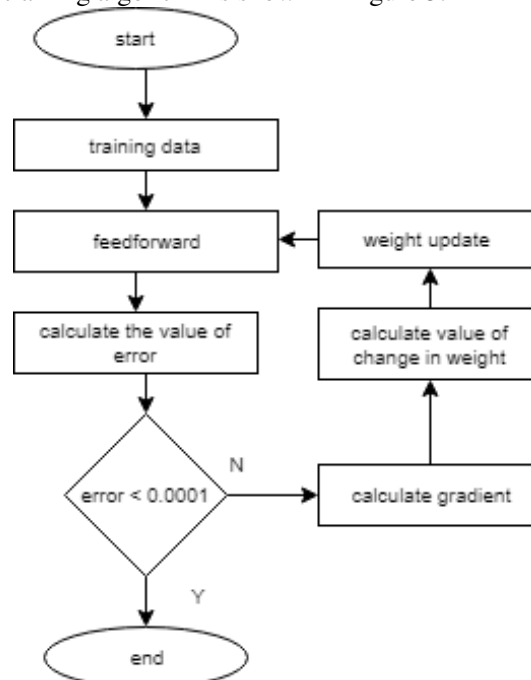 start
training data
feedforward
weight update
calculate the value of
error
calculate value of
change in weight
N
error < 0.0001
calculate gradient
Y
end